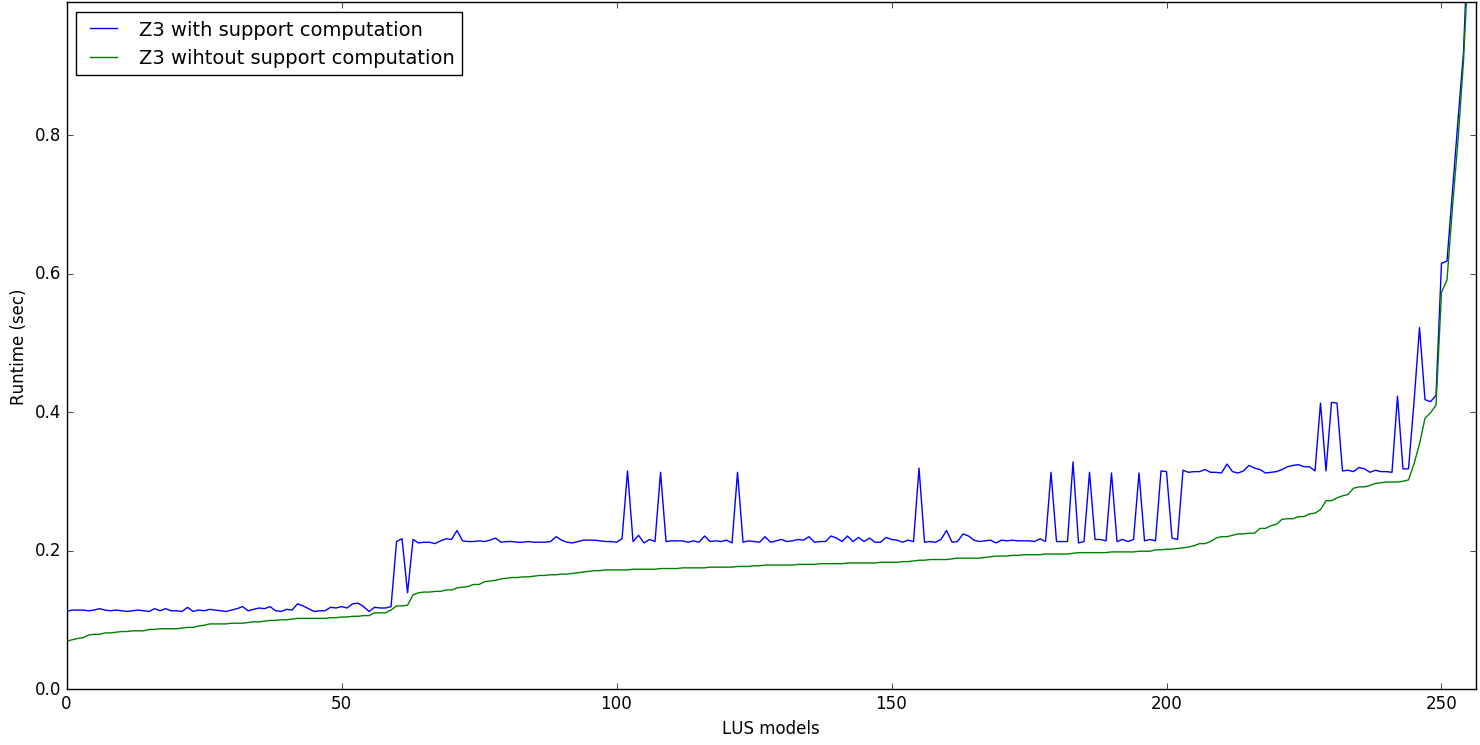 Z3 with support computation
Z3 wihtout support computation
0.8
0.6
0.4
0.2
0.0
Runtime (sec)
0 50 100 150 200 250
LUS models